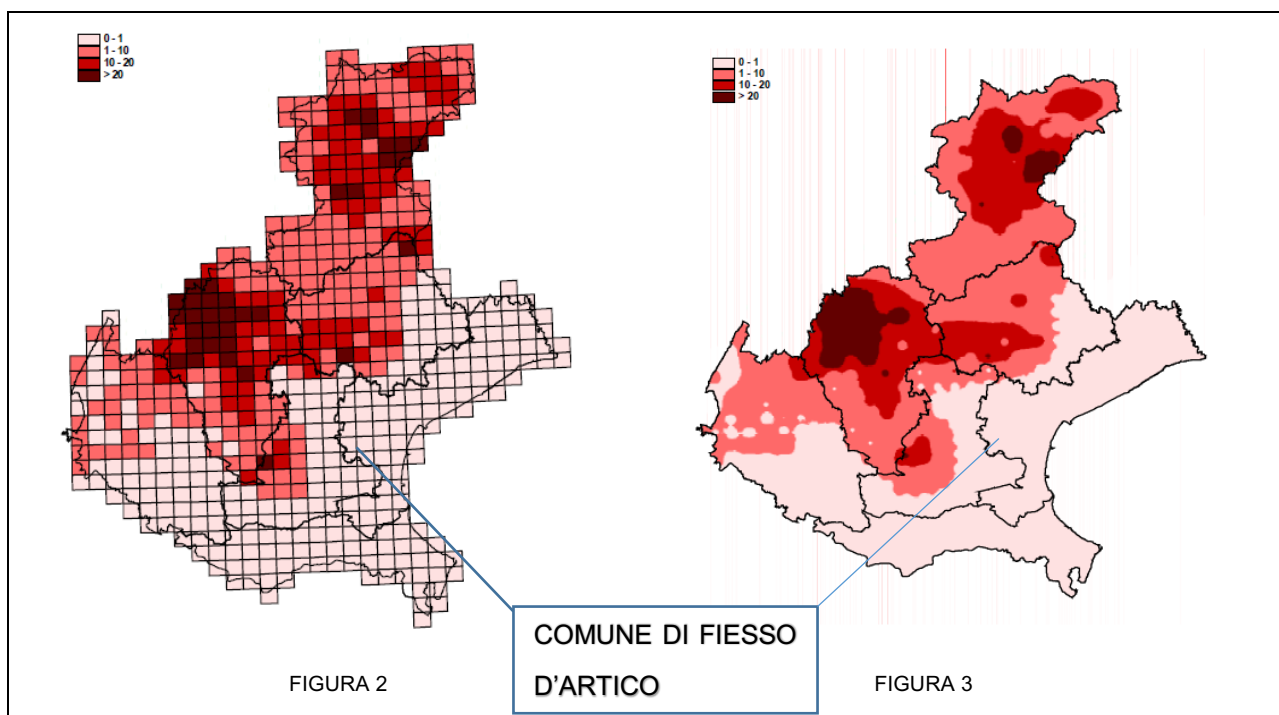 0 - 1
1 - 10
10 - 20
> 20
0 - 1
1 - 10
10 - 20
> 20
COMUNE DI FIESSO
D'ARTICO
FIGURA 2
FIGURA 3